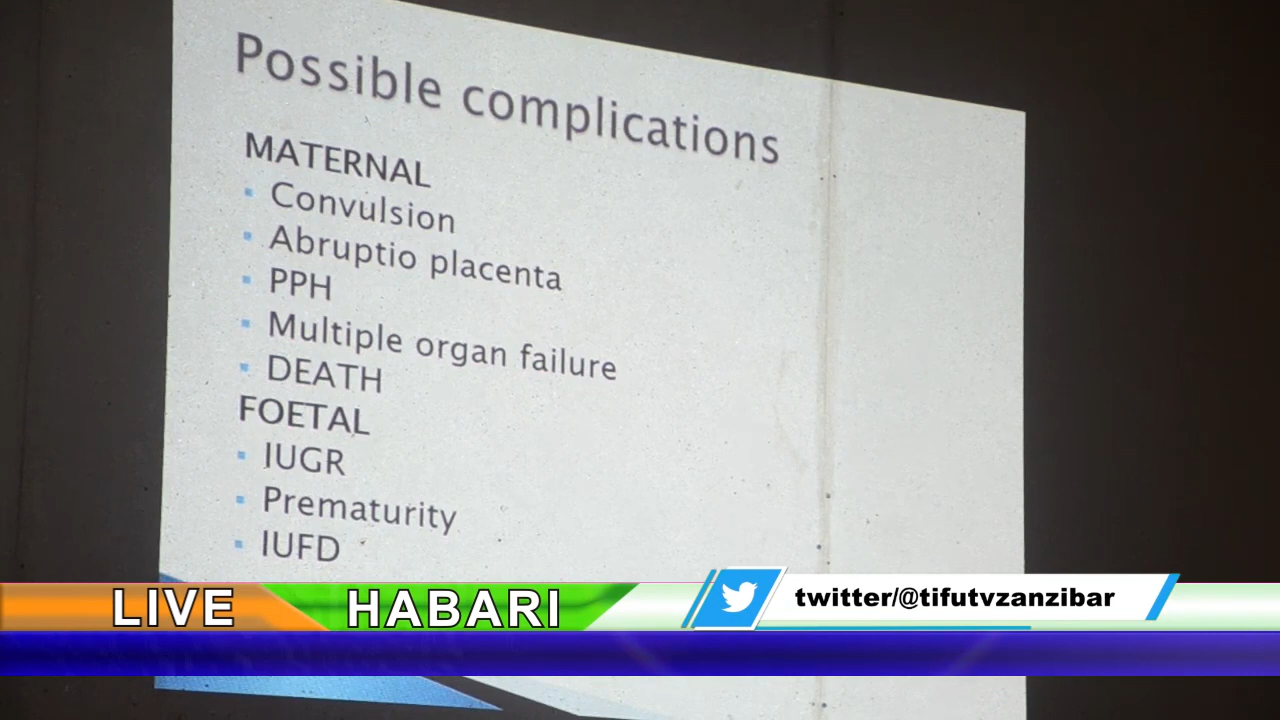 Possible complications
MATERNAL
Convulsion
Abruptio placenta
PPH
Multiple organ failure
DEATH
FOETAL
IUGR
Prematurity
IUFD
LIVE
HABARI
twitter/@tifutvzanzibar